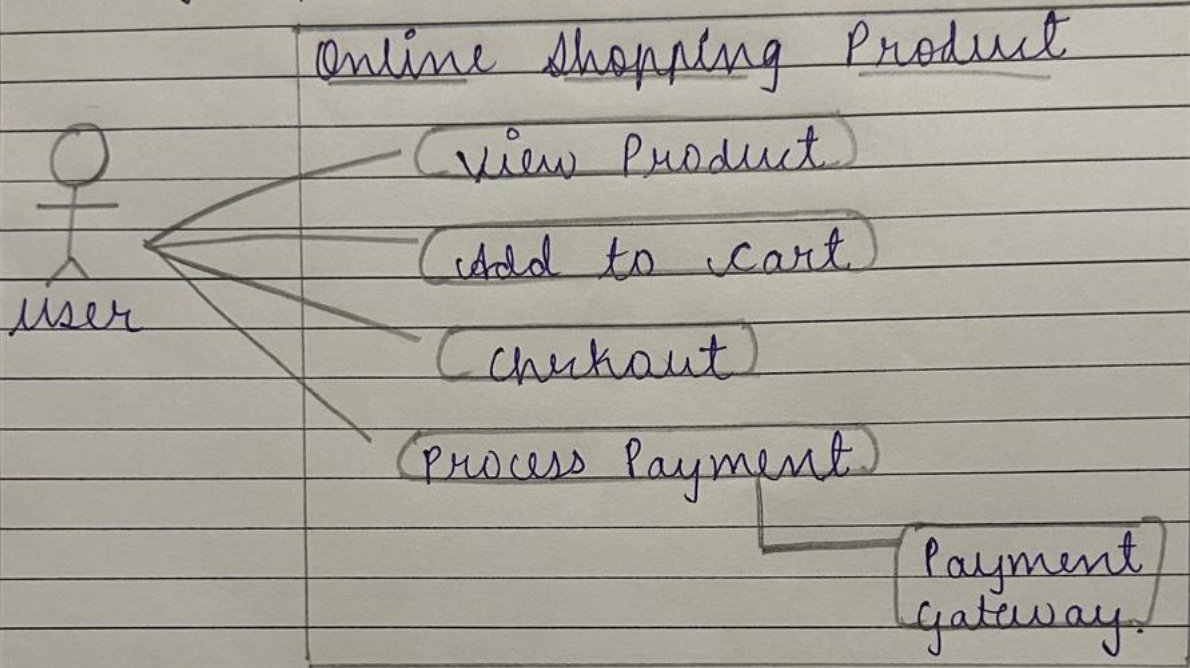 Online Shopping Product
View Product
Add to cart
User
Checkout
Process Payment
Payment
gateway.